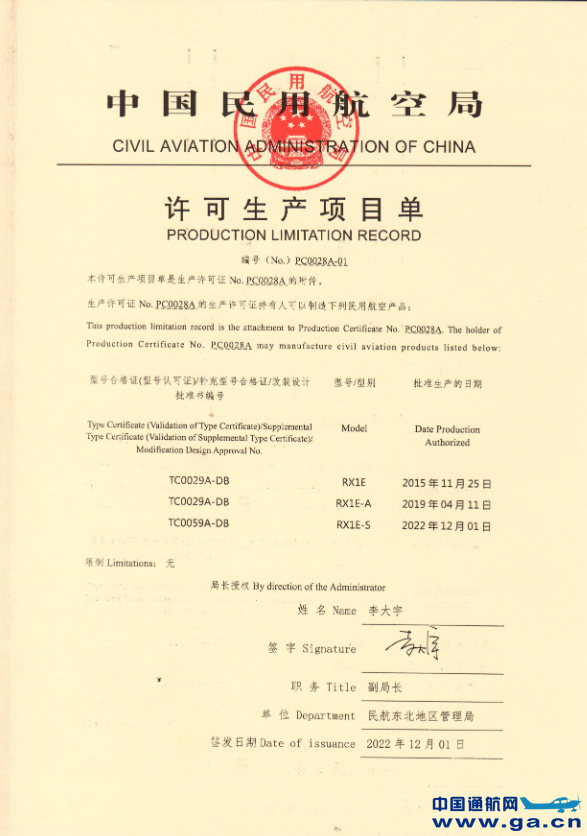 中国民用航空局
CIVIL AVIATION ADMINISTRATION OF CHINA
中国民用航空局
许可生产项目单
PRODUCTION LIMITATION RECORD
编号（No.）PC0028A-01
本许可生产项目单是生产许可证 No. PC0028A 的附件。
生产许可证 No. PC0028A 的生产许可证持有人可以制造下列民用航空产品：
This production limitation record is the attachment to Production Certificate No. PC0028A. The holder of
Production Certificate No. PC0028A may manufacture civil aviation products listed below:
型号合格证(型号认可证)/补充型号合格证/改装设计 型号/型别 批准生产的日期
批准书编号
Type Certificate (Validation of Type Certificate)/Supplemental Model Date Production
Type Certificate (Validation of Supplemental Type Certificate)/ Authorized
Modification Design Approval No.
TC0029A-DB RX1E 2015 年 11 月 25 日
TC0029A-DB RX1E-A 2019 年 04 月 11 日
TC0059A-DB RX1E-S 2022 年 12 月 01 日
限制 Limitations: 无
局长授权 By direction of the Administrator
姓 名 Name 李大宇
签 字 Signature 李大宇
职 务 Title 副局长
单 位 Department 民航东北地区管理局
签发日期 Date of issuance 2022 年 12 月 01 日
中国通航网
www.ga.cn